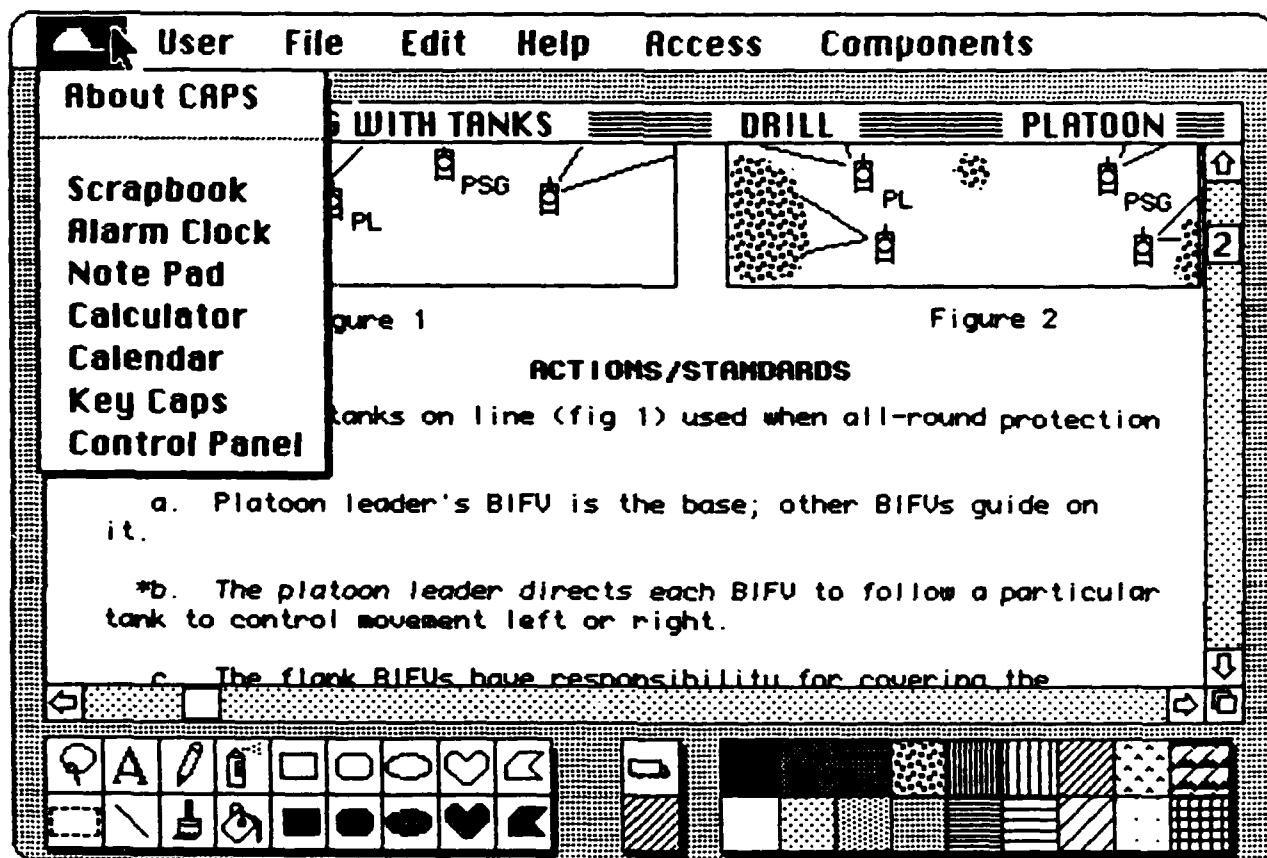 User File Edit Help Access Components
About CAPS
Scrapbook
Alarm Clock
Note Pad
Calculator
Calendar
Key Caps
Control Panel
WITH TANKS DRILL PLATOON
PSG PL PL PSG
2
gure 1 Figure 2
ACTIONS/STANDARDS
tanks on line (fig 1) used when all-round protection
a. Platoon leader's BIFV is the base; other BIFVs guide on
it.
*b. The platoon leader directs each BIFV to follow a particular
tank to control movement left or right.
c. The flank BIFVs have responsibility for covering the
A